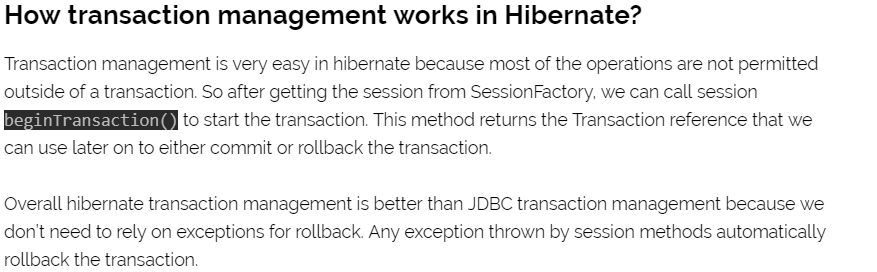 How transaction management works in Hibernate?
Transaction management is very easy in hibernate because most of the operations are not permitted
outside of a transaction. So after getting the session from SessionFactory, we can call session
beginTransaction() to start the transaction. This method returns the Transaction reference that we
can use later on to either commit or rollback the transaction.
Overall hibernate transaction management is better than JDBC transaction management because we
don't need to rely on exceptions for rollback. Any exception thrown by session methods automatically
rollback the transaction.